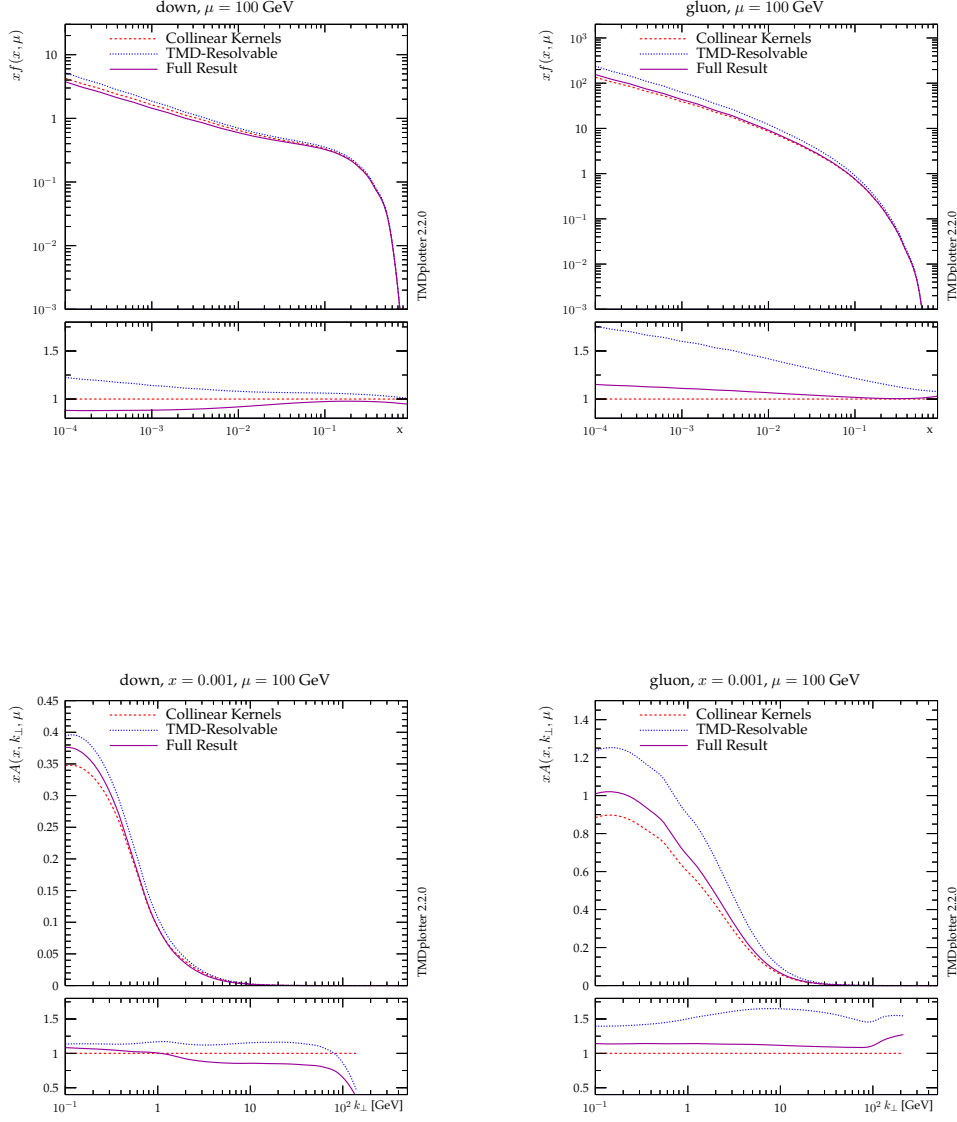 down, μ = 100 GeV
xf(x, μ)
Collinear Kernels
TMD-Resolvable
Full Result
10
1
10⁻¹
10⁻²
10⁻³
TMDplotter 2.2.0
1.5
1
10⁻⁴ 10⁻³ 10⁻² 10⁻¹ x
gluon, μ = 100 GeV
xf(x, μ)
Collinear Kernels
TMD-Resolvable
Full Result
10³
10²
10
1
10⁻¹
10⁻²
10⁻³
TMDplotter 2.2.0
1.5
1
10⁻⁴ 10⁻³ 10⁻² 10⁻¹ x
down, x = 0.001, μ = 100 GeV
xA(x, k⊥, μ)
Collinear Kernels
TMD-Resolvable
Full Result
0.45
0.4
0.35
0.3
0.25
0.2
0.15
0.1
0.05
0
TMDplotter 2.2.0
1.5
1
0.5
10⁻¹ 1 10 10² k⊥ [GeV]
gluon, x = 0.001, μ = 100 GeV
xA(x, k⊥, μ)
Collinear Kernels
TMD-Resolvable
Full Result
1.4
1.2
1
0.8
0.6
0.4
0.2
0
TMDplotter 2.2.0
1.5
1
0.5
10⁻¹ 1 10 10² k⊥ [GeV]